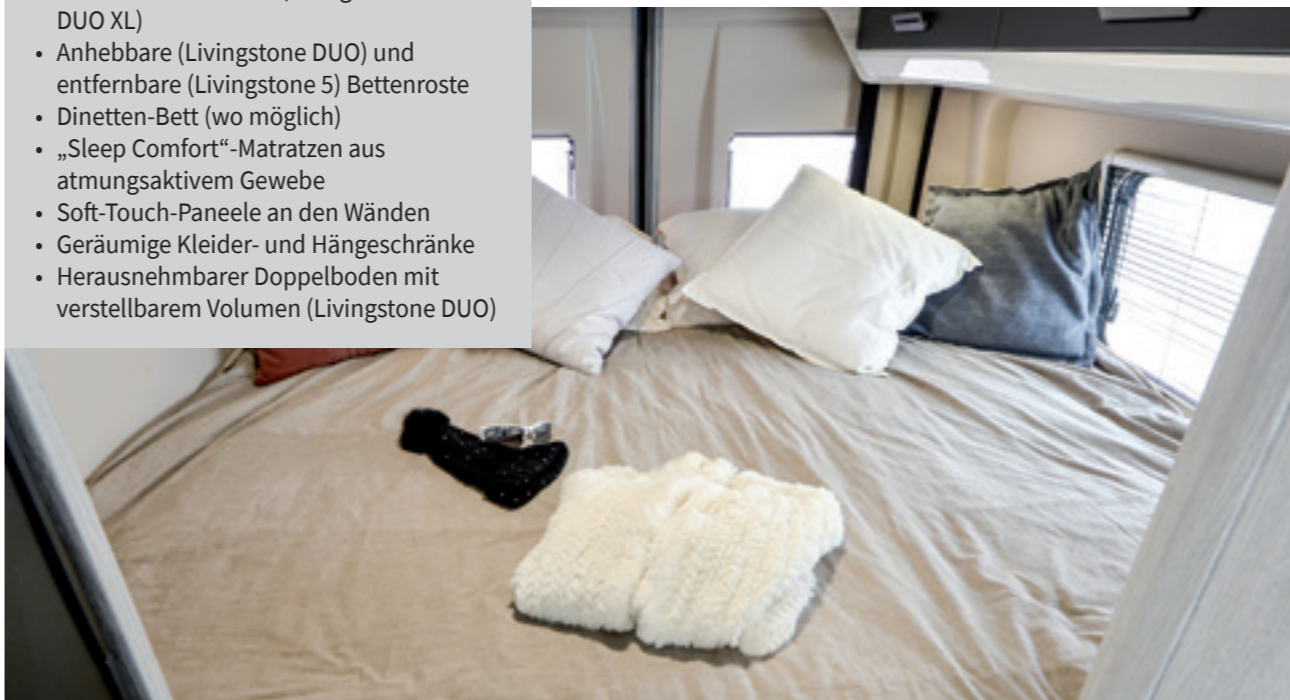 DUO XL)
• Anhebbare (Livingstone DUO) und
entfernbare (Livingstone 5) Bettenroste
• Dinetten-Bett (wo möglich)
• „Sleep Comfort“-Matratzen aus
atmungsaktivem Gewebe
• Soft-Touch-Paneele an den Wänden
• Geräumige Kleider- und Hängeschränke
• Herausnehmbarer Doppelboden mit
verstellbarem Volumen (Livingstone DUO)